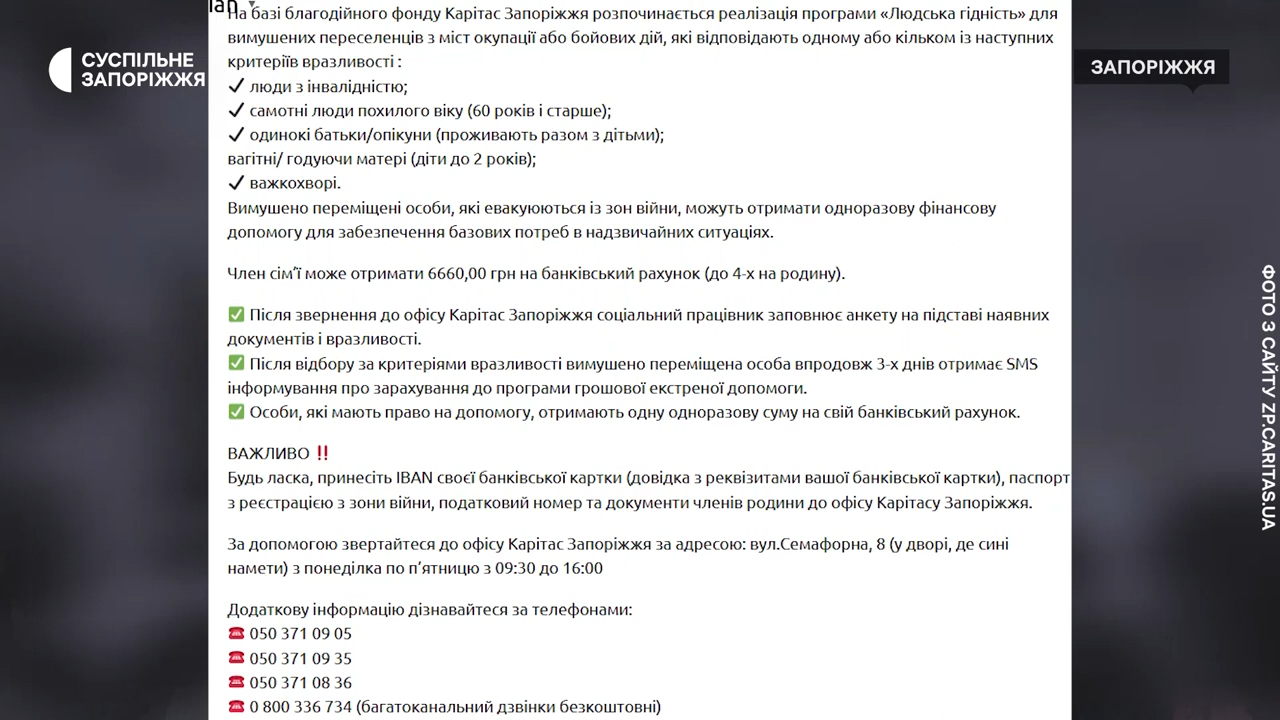 ian
На базі благодійного фонду Карітас Запоріжжя розпочинається реалізація програми «Людська гідність» для
вимушених переселенців з міст окупації або бойових дій, які відповідають одному або кільком із наступних
критеріїв вразливості :
✓ люди з інвалідністю;
✓ самотні люди похилого віку (60 років і старше);
✓ одинокі батьки/опікуни (проживають разом з дітьми);
вагітні/ годуючи матері (діти до 2 років);
✓ важкохворі.
Вимушено переміщені особи, які евакуюються із зон війни, можуть отримати одноразову фінансову
допомогу для забезпечення базових потреб в надзвичайних ситуаціях.
Член сім’ї може отримати 6660,00 грн на банківський рахунок (до 4-х на родину).
✅ Після звернення до офісу Карітас Запоріжжя соціальний працівник заповнює анкету на підставі наявних
документів і вразливості.
✅ Після відбору за критеріями вразливості вимушено переміщена особа впродовж 3-х днів отримає SMS
інформування про зарахування до програми грошової екстреної допомоги.
✅ Особи, які мають право на допомогу, отримають одну одноразову суму на свій банківський рахунок.
ВАЖЛИВО ‼
Будь ласка, принесіть IBAN своєї банківської картки (довідка з реквізитами вашої банківської картки), паспорт
з реєстрацією з зони війни, податковий номер та документи членів родини до офісу Карітасу Запоріжжя.
За допомогою звертайтеся до офісу Карітас Запоріжжя за адресою: вул.Семафорна, 8 (у дворі, де сині
намети) з понеділка по п’ятницю з 09:30 до 16:00
Додаткову інформацію дізнавайтеся за телефонами:
☎ 050 371 09 05
☎ 050 371 09 35
☎ 050 371 08 36
☎ 0 800 336 734 (багатоканальний дзвінки безкоштовні)
СУСПІЛЬНЕ
ЗАПОРІЖЖЯ
ЗАПОРІЖЖЯ
ФОТО З САЙТУ ZP.CARITAS.UA